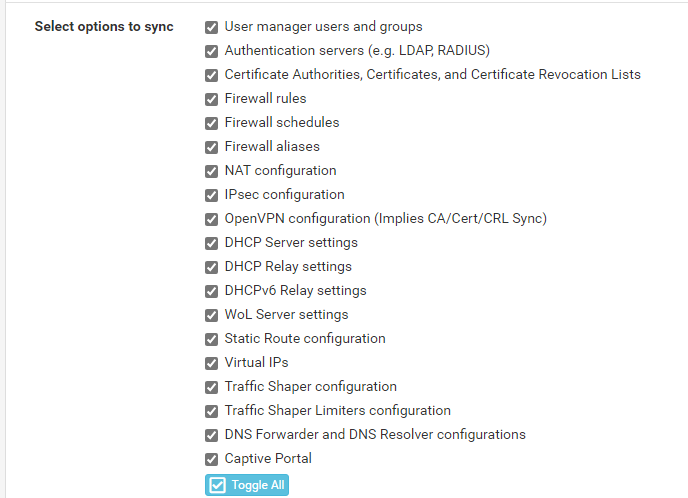 Select options to sync
User manager users and groups
Authentication servers (e.g. LDAP, RADIUS)
Certificate Authorities, Certificates, and Certificate Revocation Lists
Firewall rules
Firewall schedules
Firewall aliases
NAT configuration
IPsec configuration
OpenVPN configuration (Implies CA/Cert/CRL Sync)
DHCP Server settings
DHCP Relay settings
DHCPv6 Relay settings
WoL Server settings
Static Route configuration
Virtual IPs
Traffic Shaper configuration
Traffic Shaper Limiters configuration
DNS Forwarder and DNS Resolver configurations
Captive Portal
Toggle All